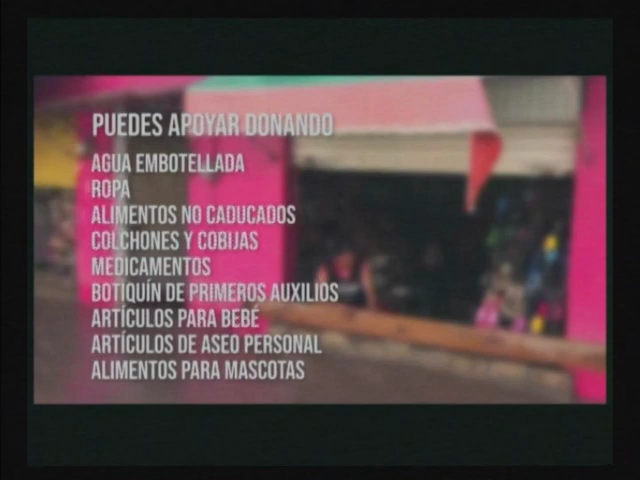 PUEDES APOYAR DONANDO
AGUA EMBOTELLADA
ROPA
ALIMENTOS NO CADUCADOS
COLCHONES Y COBIJAS
MEDICAMENTOS
BOTIQUÍN DE PRIMEROS AUXILIOS
ARTÍCULOS PARA BEBÉ
ARTÍCULOS DE ASEO PERSONAL
ALIMENTOS PARA MASCOTAS